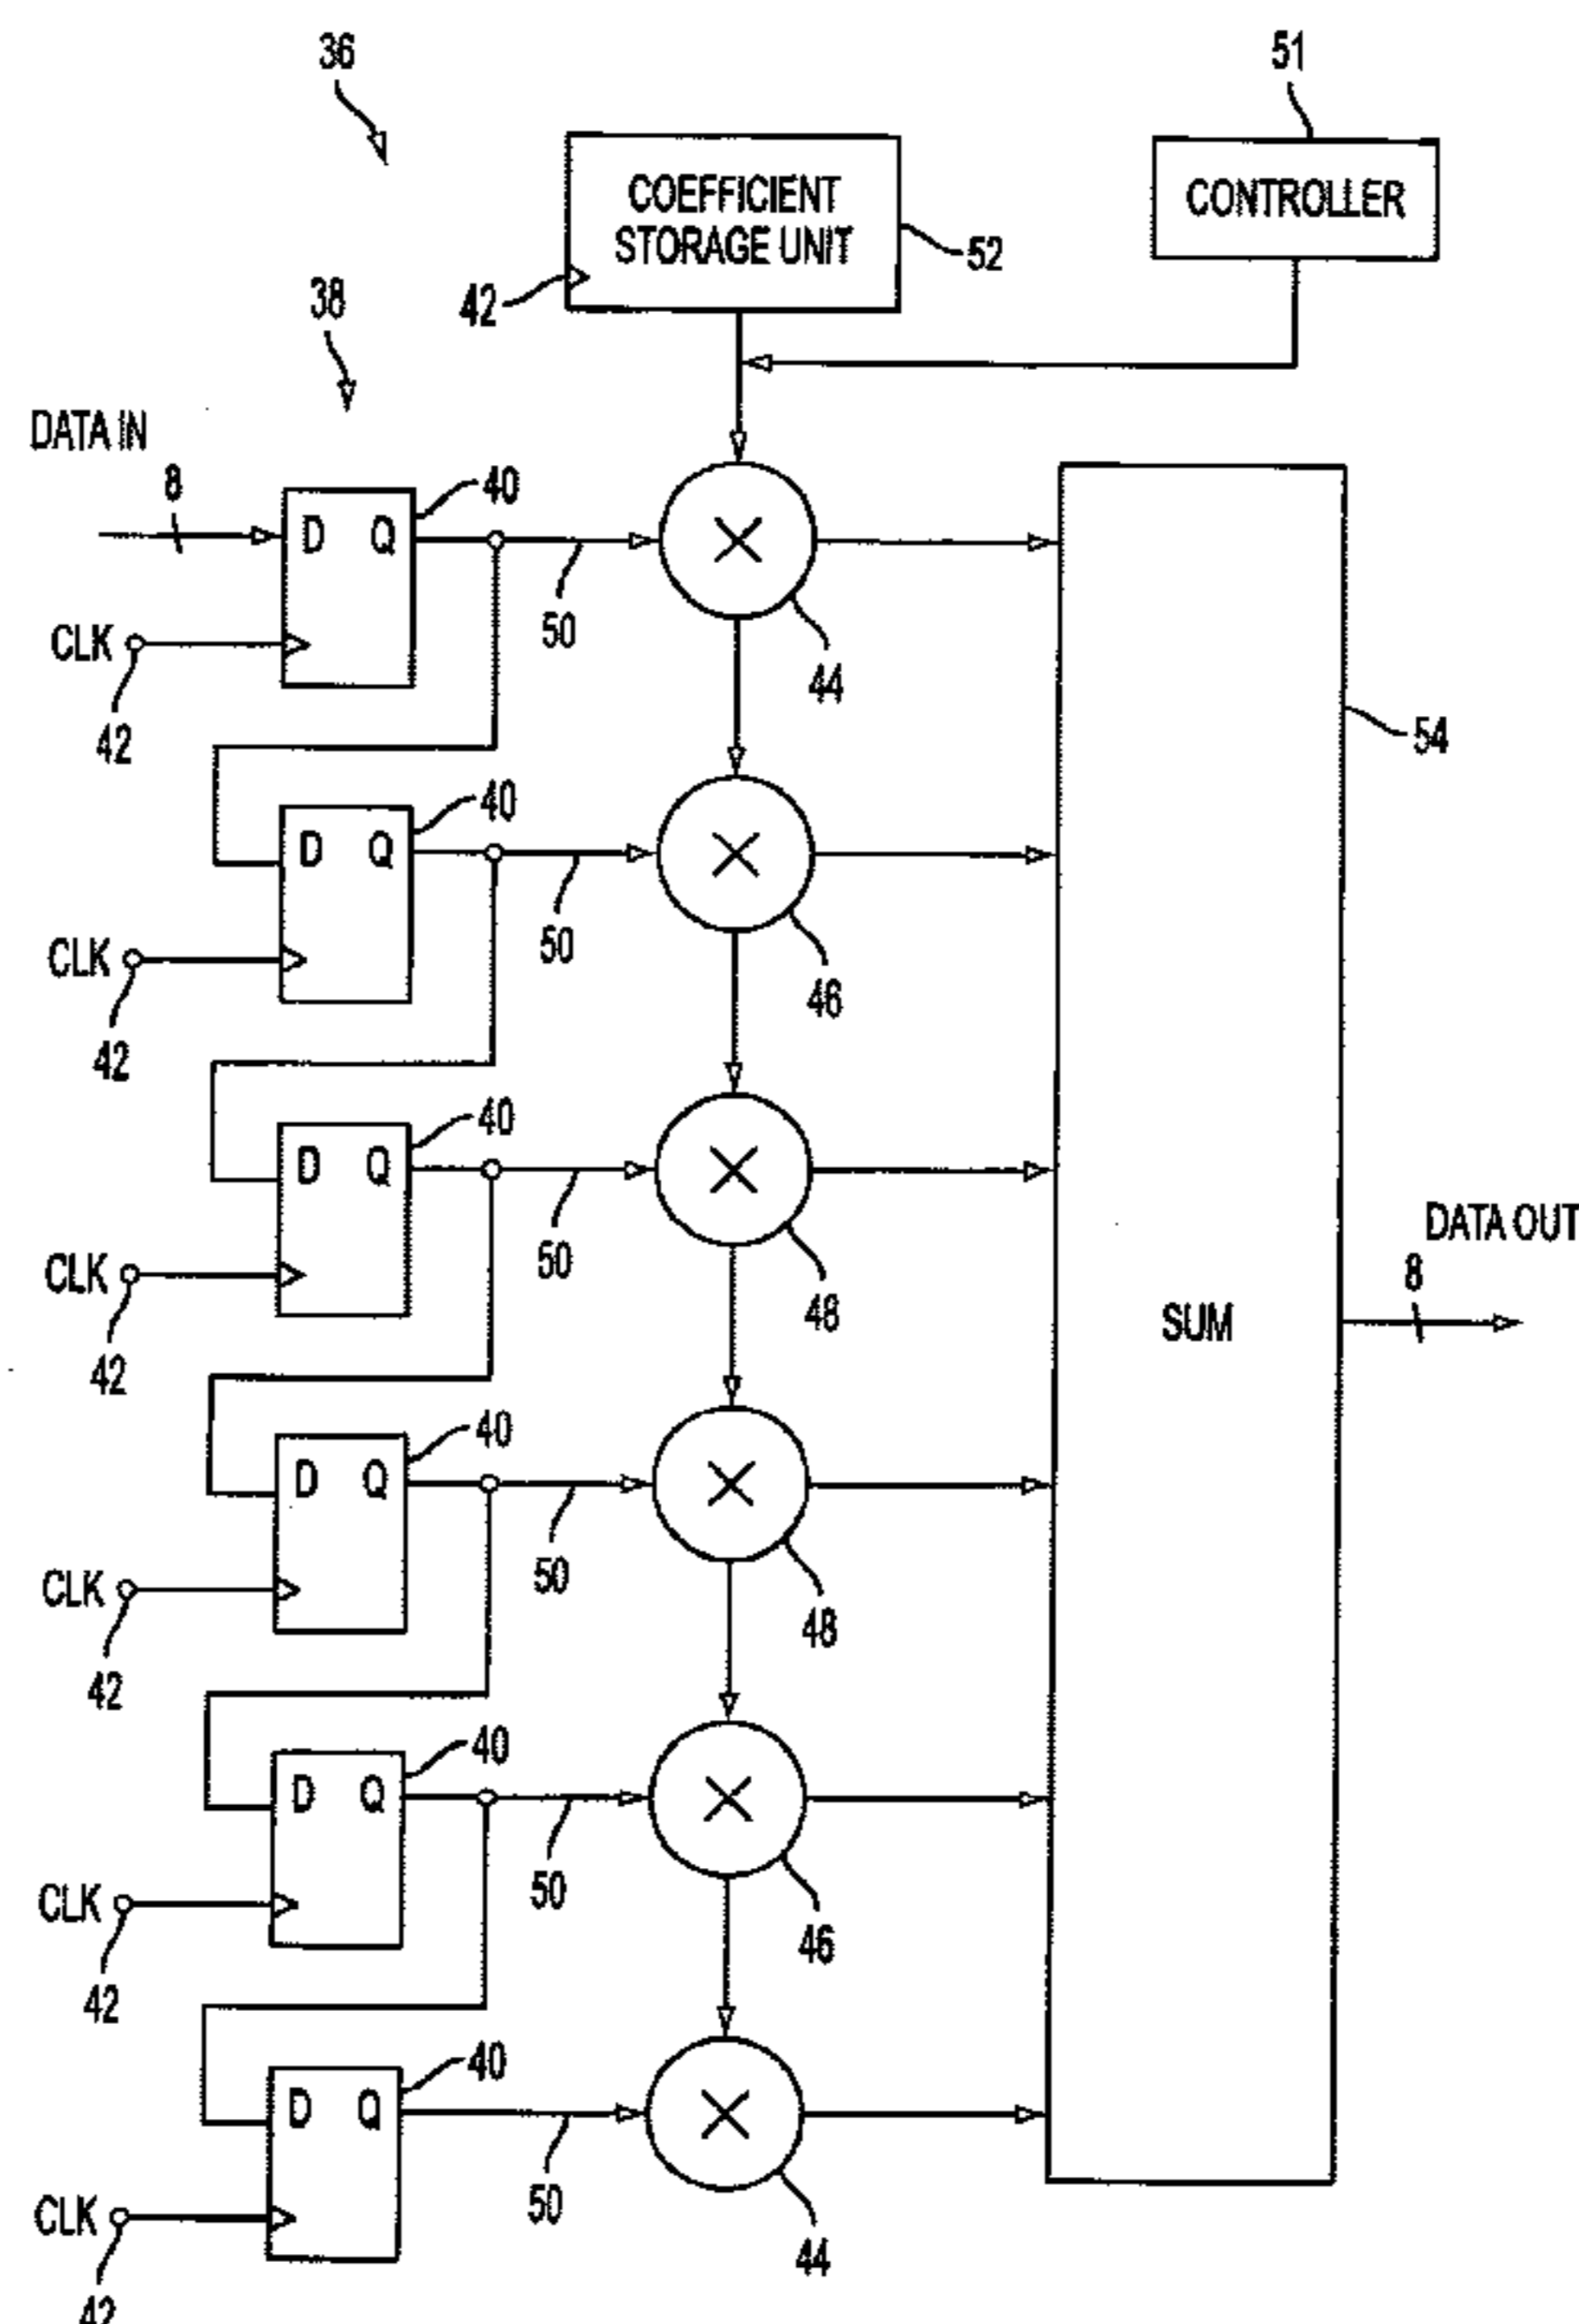 36
51
COEFFICIENT
STORAGE UNIT
CONTROLLER
52
42
38
DATA IN
8
D Q
40
50
44
CLK
42
54
D Q
40
50
46
CLK
42
D Q
40
50
48
CLK
42
DATA OUT
8
SUM
D Q
40
50
48
CLK
42
D Q
40
50
46
CLK
42
D Q
40
50
44
CLK
42